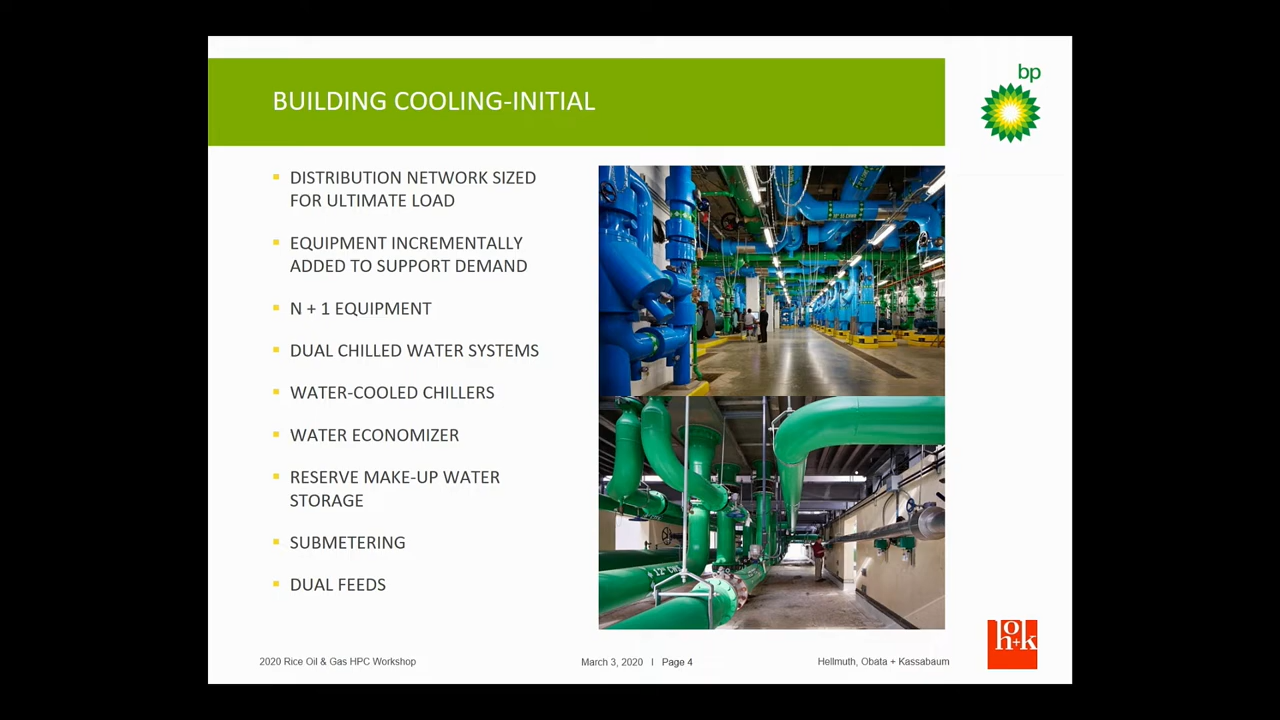 BUILDING COOLING-INITIAL
bp
DISTRIBUTION NETWORK SIZED
FOR ULTIMATE LOAD
EQUIPMENT INCREMENTALLY
ADDED TO SUPPORT DEMAND
N + 1 EQUIPMENT
DUAL CHILLED WATER SYSTEMS
WATER-COOLED CHILLERS
WATER ECONOMIZER
RESERVE MAKE-UP WATER
STORAGE
SUBMETERING
DUAL FEEDS
2020 Rice Oil & Gas HPC Workshop
March 3, 2020 I Page 4
Hellmuth, Obata + Kassabaum
h o + k